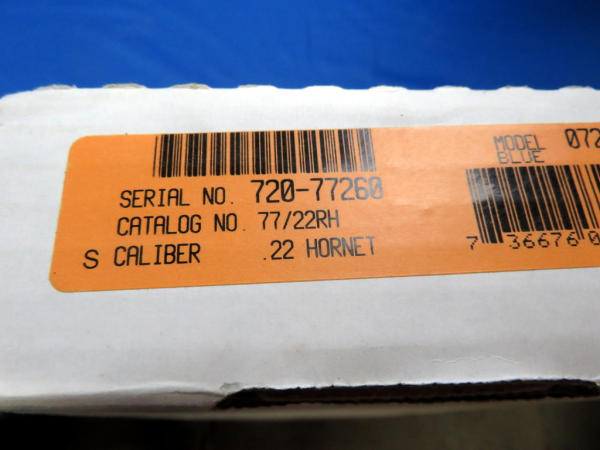 SERIAL NO. 720-77260
CATALOG NO. 77/22RH
S CALIBER .22 HORNET
MODEL 072
BLUE
7 36676 0